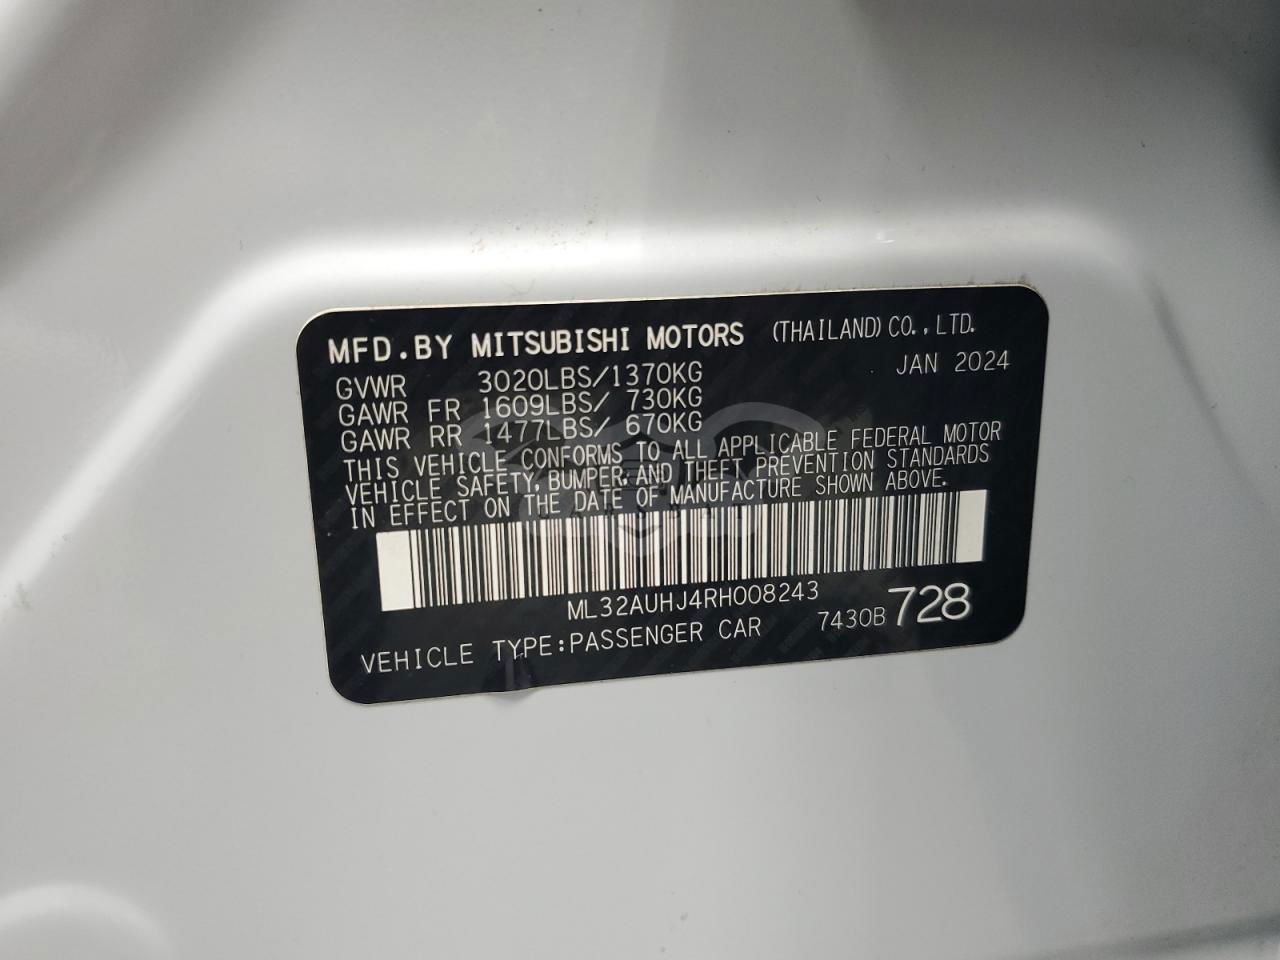 MFD.BY MITSUBISHI MOTORS (THAILAND) CO., LTD.
GVWR 3020LBS/1370KG JAN 2024
GAWR FR 1609LBS/ 730KG
GAWR RR 1477LBS/ 670KG
THIS VEHICLE CONFORMS TO ALL APPLICABLE FEDERAL MOTOR
VEHICLE SAFETY, BUMPER, AND THEFT PREVENTION STANDARDS
IN EFFECT ON THE DATE OF MANUFACTURE SHOWN ABOVE.
ML32AUHJ4RH008243
VEHICLE TYPE:PASSENGER CAR 7430B 728